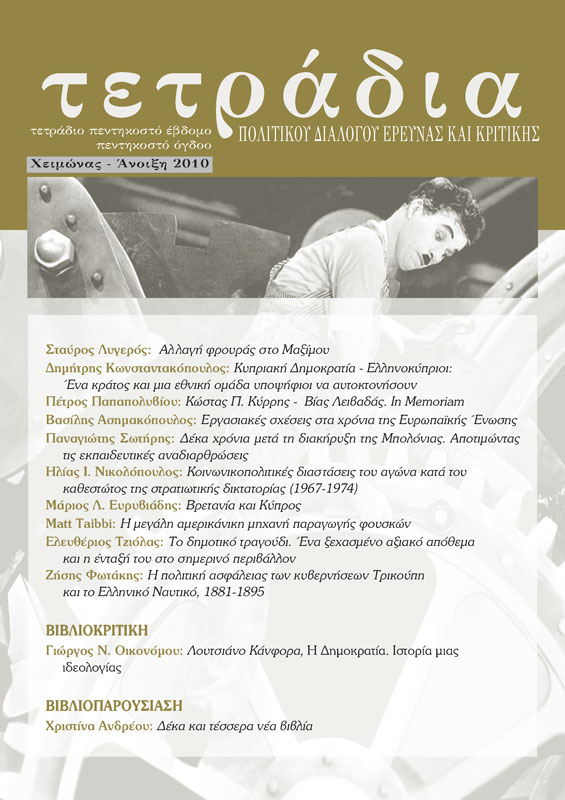 τετράδια
ΠΟΛΙΤΙΚΟΥ ΔΙΑΛΟΓΟΥ ΕΡΕΥΝΑΣ ΚΑΙ ΚΡΙΤΙΚΗΣ
τετράδιο πεντηκοστό έβδομο
πεντηκοστό όγδοο
Χειμώνας - Άνοιξη 2010
Σταύρος Λυγερός: Αλλαγή φρουράς στο Μαξίμου
Δημήτρης Κωνσταντακόπουλος: Κυπριακή Δημοκρατία - Ελληνοκύπριοι:
Ένα κράτος και μια εθνική ομάδα υποψήφιοι να αυτοκτονήσουν
Πέτρος Παπαπολυβίου: Κώστας Π. Κύρρης - Βίας Λειβαδάς. In Memoriam
Βασίλης Ασημακόπουλος: Εργασιακές σχέσεις στα χρόνια της Ευρωπαϊκής Ένωσης
Παναγιώτης Σωτήρης: Δέκα χρόνια μετά τη διακήρυξη της Μπολόνιας. Αποτιμώντας
τις εκπαιδευτικές αναδιαρθρώσεις
Ηλίας Ι. Νικολόπουλος: Κοινωνικοπολιτικές διαστάσεις του αγώνα κατά του
καθεστώτος της στρατιωτικής δικτατορίας (1967-1974)
Μάριος Λ. Ευρυβιάδης: Βρετανία και Κύπρος
Matt Taibbi: Η μεγάλη αμερικάνικη μηχανή παραγωγής φουσκών
Ελευθέριος Τζιόλας: Το δημοτικό τραγούδι. Ένα ξεχασμένο αξιακό απόθεμα
και η ένταξή του στο σημερινό περιβάλλον
Ζήσης Φωτάκης: Η πολιτική ασφάλειας των κυβερνήσεων Τρικούπη
και το Ελληνικό Ναυτικό, 1881-1895
ΒΙΒΛΙΟΚΡΙΤΙΚΗ
Γιώργος Ν. Οικονόμου: Λουτσιάνο Κάνφορα, Η Δημοκρατία. Ιστορία μιας
ιδεολογίας
ΒΙΒΛΙΟΠΑΡΟΥΣΙΑΣΗ
Χριστίνα Ανδρέου: Δέκα και τέσσερα νέα βιβλία